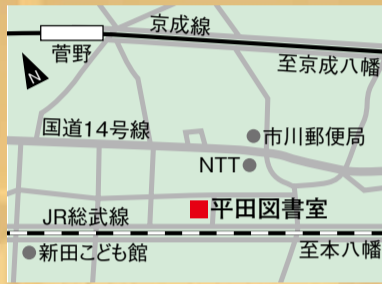 京成線
菅野
至京成八幡
N
国道14号線
市川郵便局
NTT
平田図書室
JR総武線
新田こども館
至本八幡